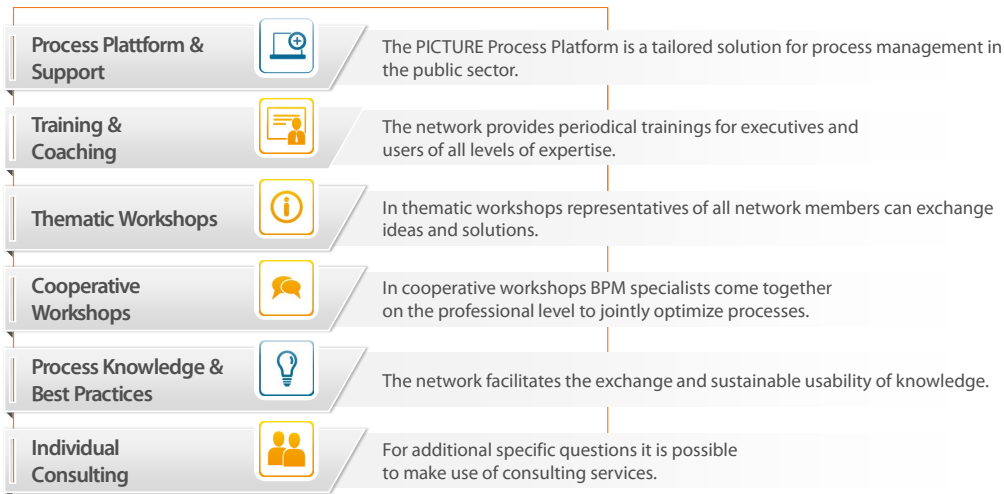 Process Plattform &
Support
The PICTURE Process Platform is a tailored solution for process management in
the public sector.
Training &
Coaching
The network provides periodical trainings for executives and
users of all levels of expertise.
Thematic Workshops
In thematic workshops representatives of all network members can exchange
ideas and solutions.
Cooperative
Workshops
In cooperative workshops BPM specialists come together
on the professional level to jointly optimize processes.
Process Knowledge &
Best Practices
The network facilitates the exchange and sustainable usability of knowledge.
Individual
Consulting
For additional specific questions it is possible
to make use of consulting services.